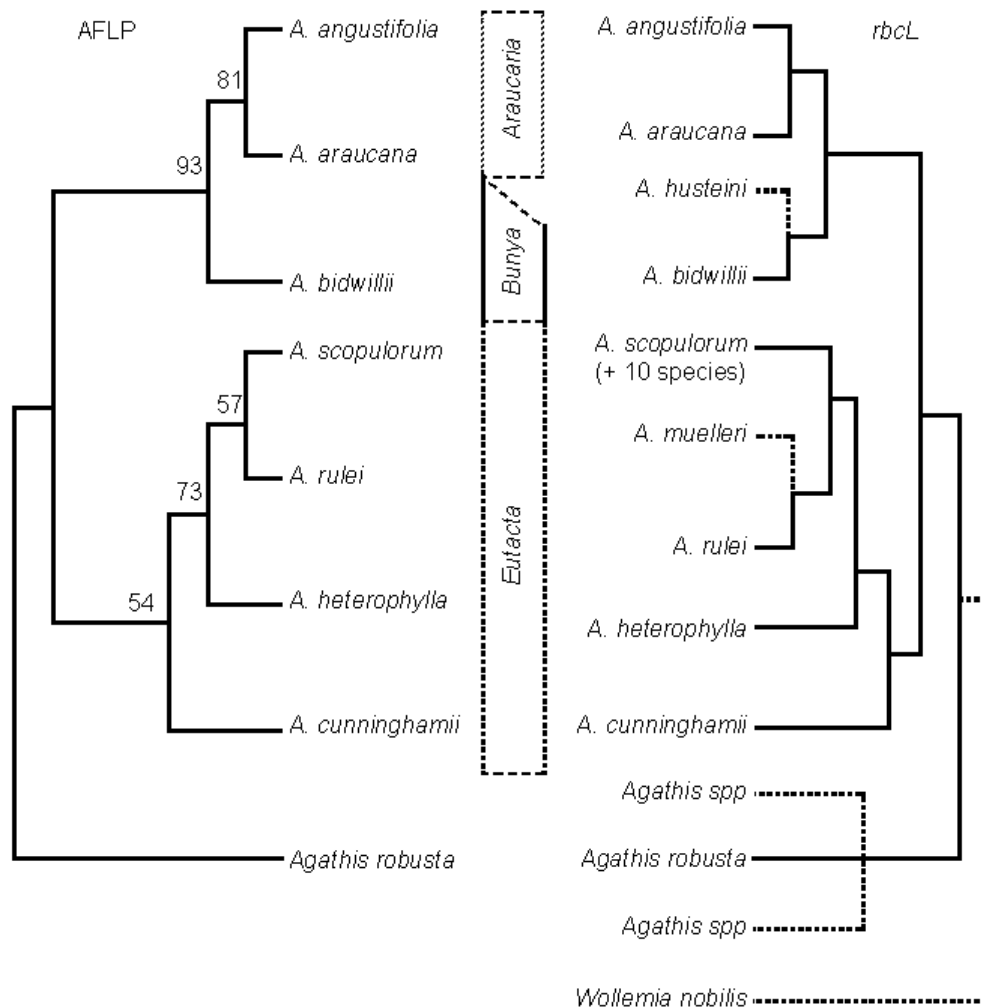 AFLP
A. angustifolia
81
A. araucana
93
A. bidwillii
A. scopulorum
57
A. rulei
73
A. heterophylla
54
A. cunninghamii
Agathis robusta
Araucaria
Bunya
Eutacta
rbcL
A. angustifolia
A. araucana
A. husteini
A. bidwillii
A. scopulorum
(+ 10 species)
A. muelleri
A. rulei
A. heterophylla
A. cunninghamii
Agathis spp
Agathis robusta
Agathis spp
Wollemia nobilis